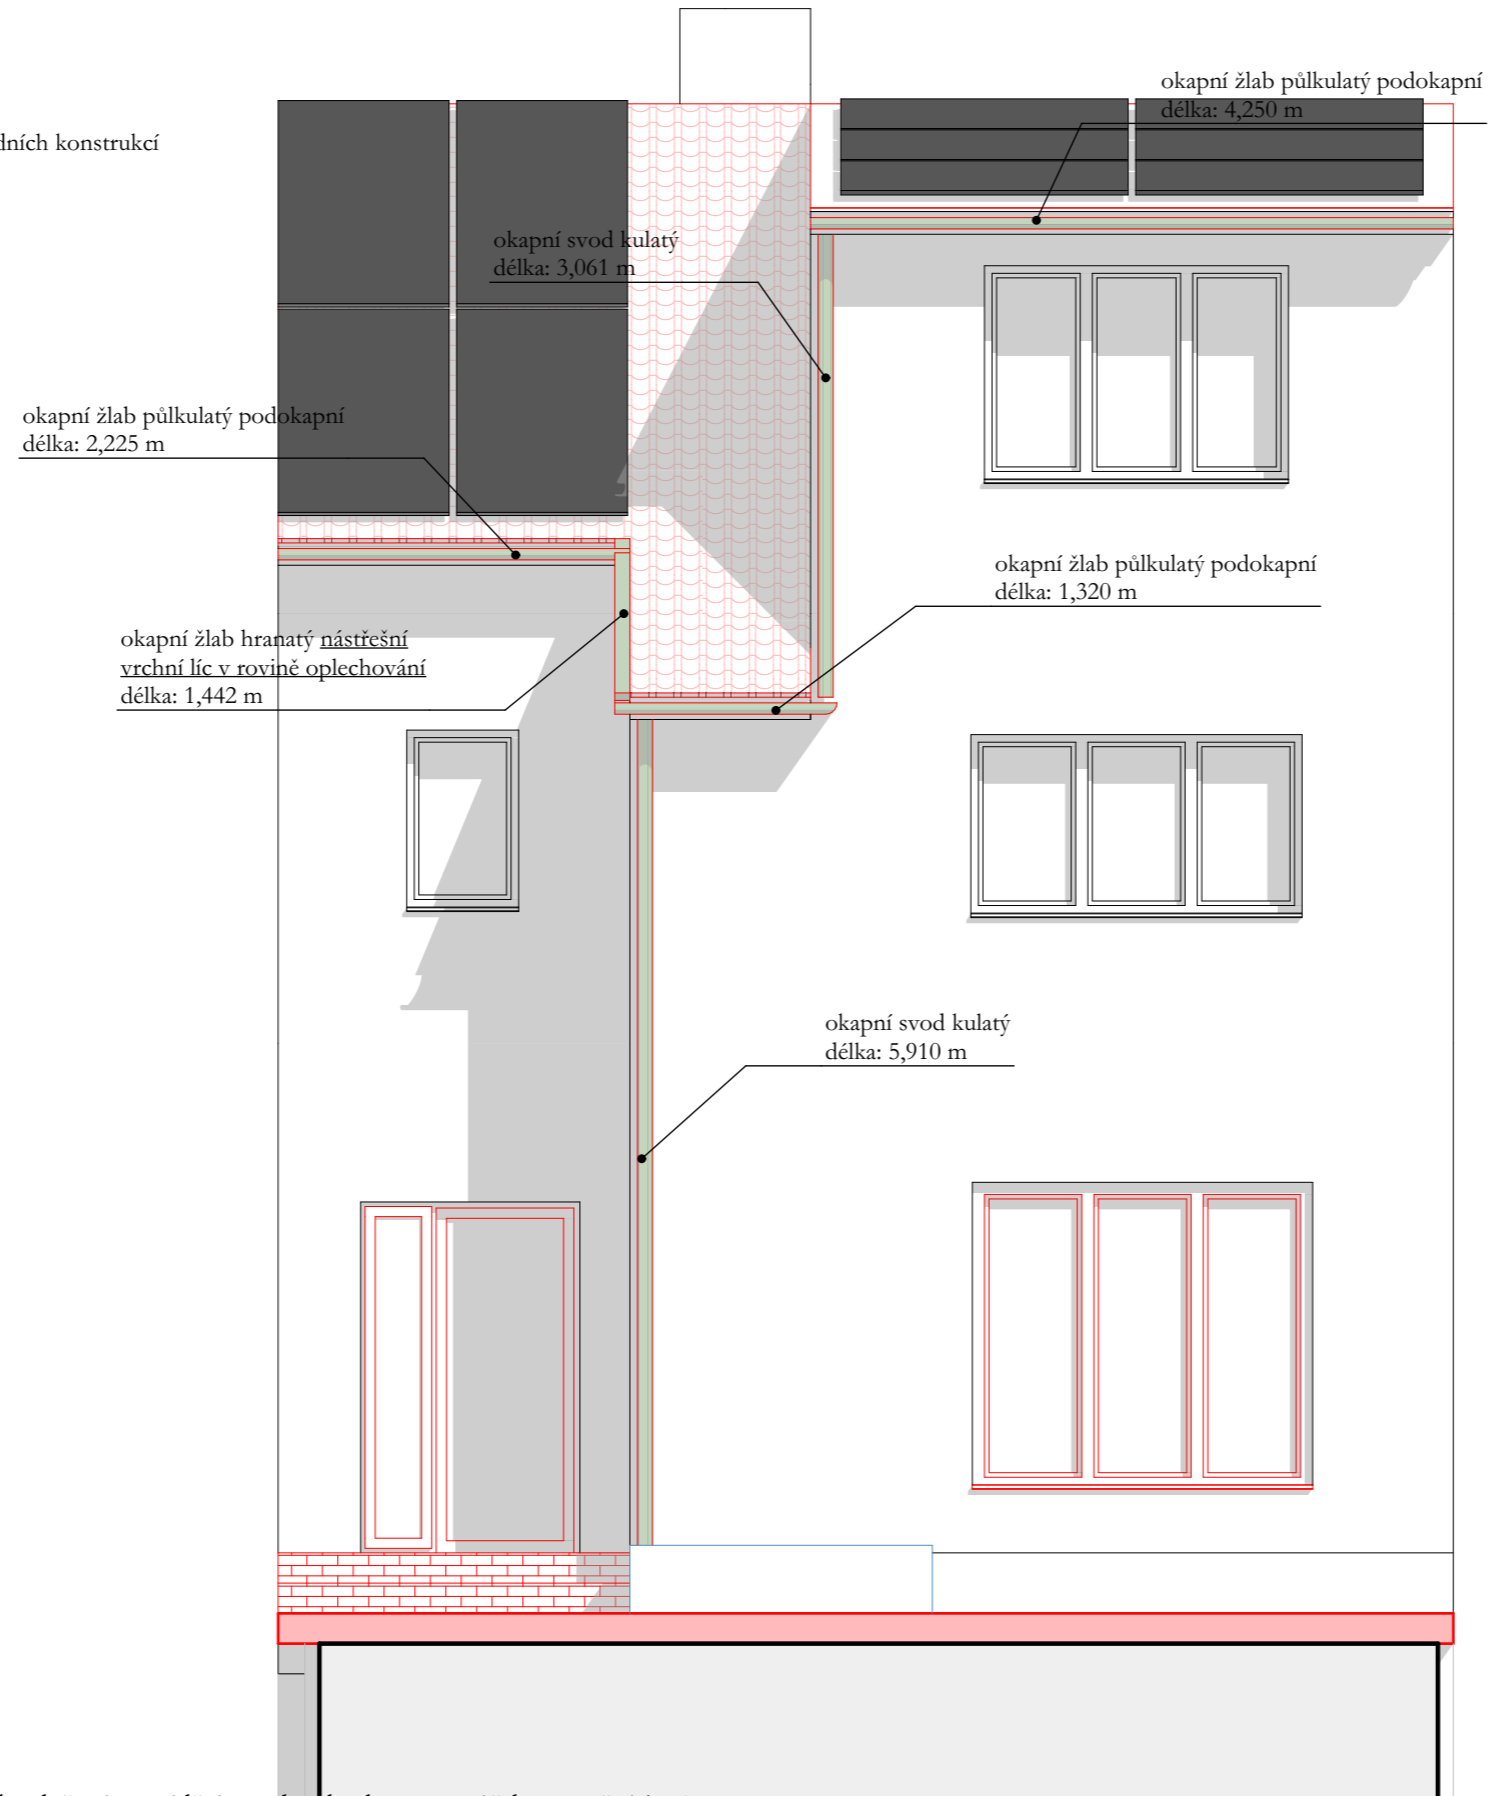 okapní žlab půlkulatý podokapní
délka: 4,250 m
konstrukcí
okapní svod kulatý
délka: 3,061 m
okapní žlab půlkulatý podokapní
délka: 2,225 m
okapní žlab půlkulatý podokapní
délka: 1,320 m
okapní žlab hranatý nástřešní
vrchní líc v rovině oplechování
délka: 1,442 m
okapní svod kulatý
délka: 5,910 m